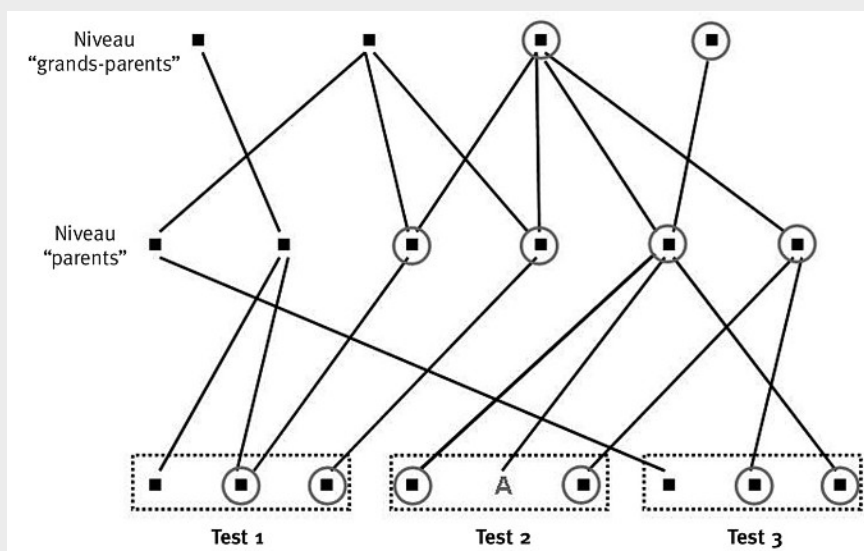 Niveau
“grands-parents”
Niveau
“parents”
A
Test 1
Test 2
Test 3